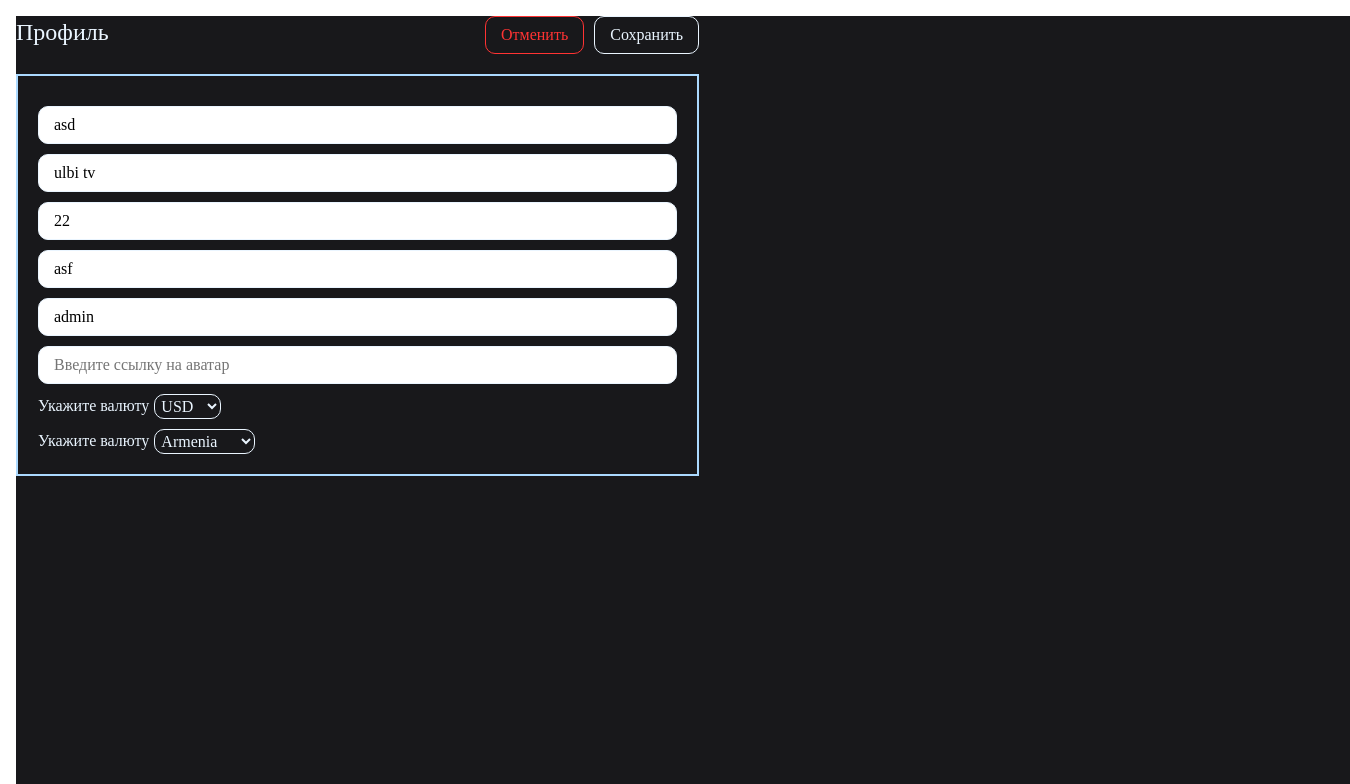 Профиль Отменить Сохранить
asd
ulbi tv
22
asf
admin
Введите ссылку на аватар
Укажите валюту USD
Укажите валюту Armenia